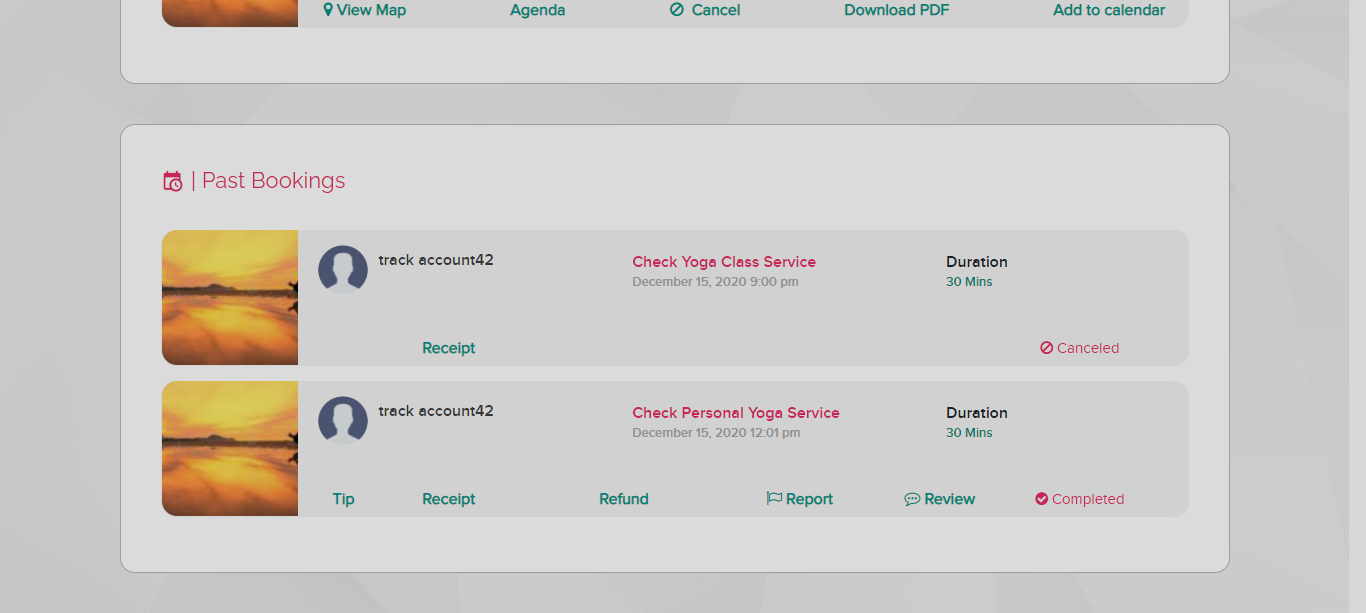 View Map Agenda Cancel Download PDF Add to calendar
| Past Bookings
track account42 Check Yoga Class Service Duration
December 15, 2020 9:00 pm 30 Mins
Receipt Canceled
track account42 Check Personal Yoga Service Duration
December 15, 2020 12:01 pm 30 Mins
Tip Receipt Refund Report Review Completed